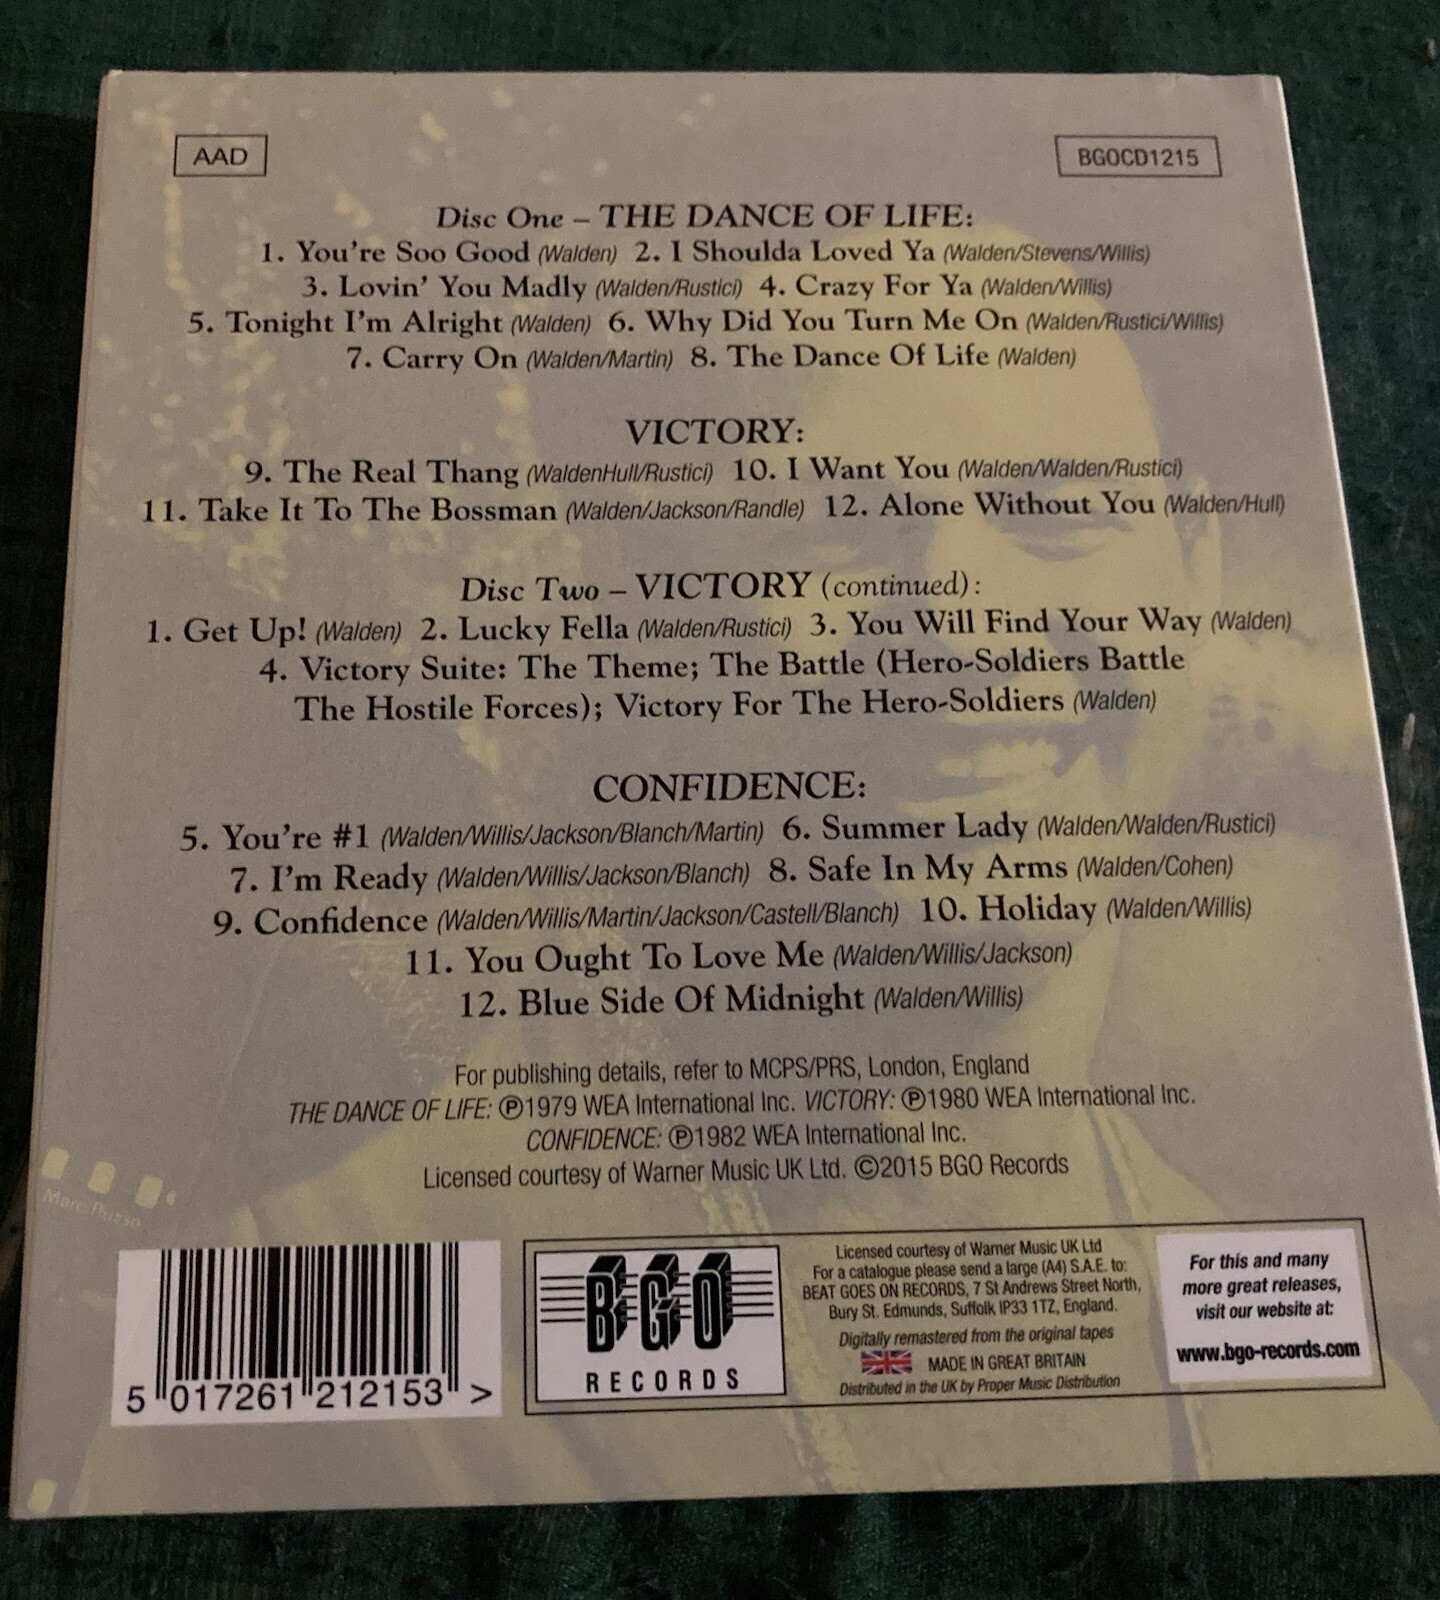 AAD
BGOCD1215
Disc One – THE DANCE OF LIFE:
1. You're Soo Good (Walden) 2. I Shoulda Loved Ya (Walden/Stevens/Willis)
3. Lovin' You Madly (Walden/Rustici) 4. Crazy For Ya (Walden/Willis)
5. Tonight I'm Alright (Walden) 6. Why Did You Turn Me On (Walden/Rustici/Willis)
7. Carry On (Walden/Martin) 8. The Dance Of Life (Walden)
VICTORY:
9. The Real Thang (WaldenHull/Rustici) 10. I Want You (Walden/Walden/Rustici)
11. Take It To The Bossman (Walden/Jackson/Randle) 12. Alone Without You (Walden/Hull)
Disc Two – VICTORY (continued):
1. Get Up! (Walden) 2. Lucky Fella (Walden/Rustici) 3. You Will Find Your Way (Walden)
4. Victory Suite: The Theme; The Battle (Hero-Soldiers Battle
The Hostile Forces); Victory For The Hero-Soldiers (Walden)
CONFIDENCE:
5. You're #1 (Walden/Willis/Jackson/Blanch/Martin) 6. Summer Lady (Walden/Walden/Rustici)
7. I'm Ready (Walden/Willis/Jackson/Blanch) 8. Safe In My Arms (Walden/Cohen)
9. Confidence (Walden/Willis/Martin/Jackson/Castell/Blanch) 10. Holiday (Walden/Willis)
11. You Ought To Love Me (Walden/Willis/Jackson)
12. Blue Side Of Midnight (Walden/Willis)
For publishing details, refer to MCPS/PRS, London, England
THE DANCE OF LIFE: ℗1979 WEA International Inc. VICTORY: ℗1980 WEA International Inc.
CONFIDENCE: ℗1982 WEA International Inc.
Licensed courtesy of Warner Music UK Ltd. ©2015 BGO Records
Marc Russo
5 017261 212153 >
BGO
RECORDS
Licensed courtesy of Warner Music UK Ltd
For a catalogue please send a large (A4) S.A.E. to:
BEAT GOES ON RECORDS, 7 St Andrews Street North,
Bury St. Edmunds, Suffolk IP33 1TZ, England.
Digitally remastered from the original tapes
MADE IN GREAT BRITAIN
Distributed in the UK by Proper Music Distribution
For this and many
more great releases,
visit our website at:
www.bgo-records.com